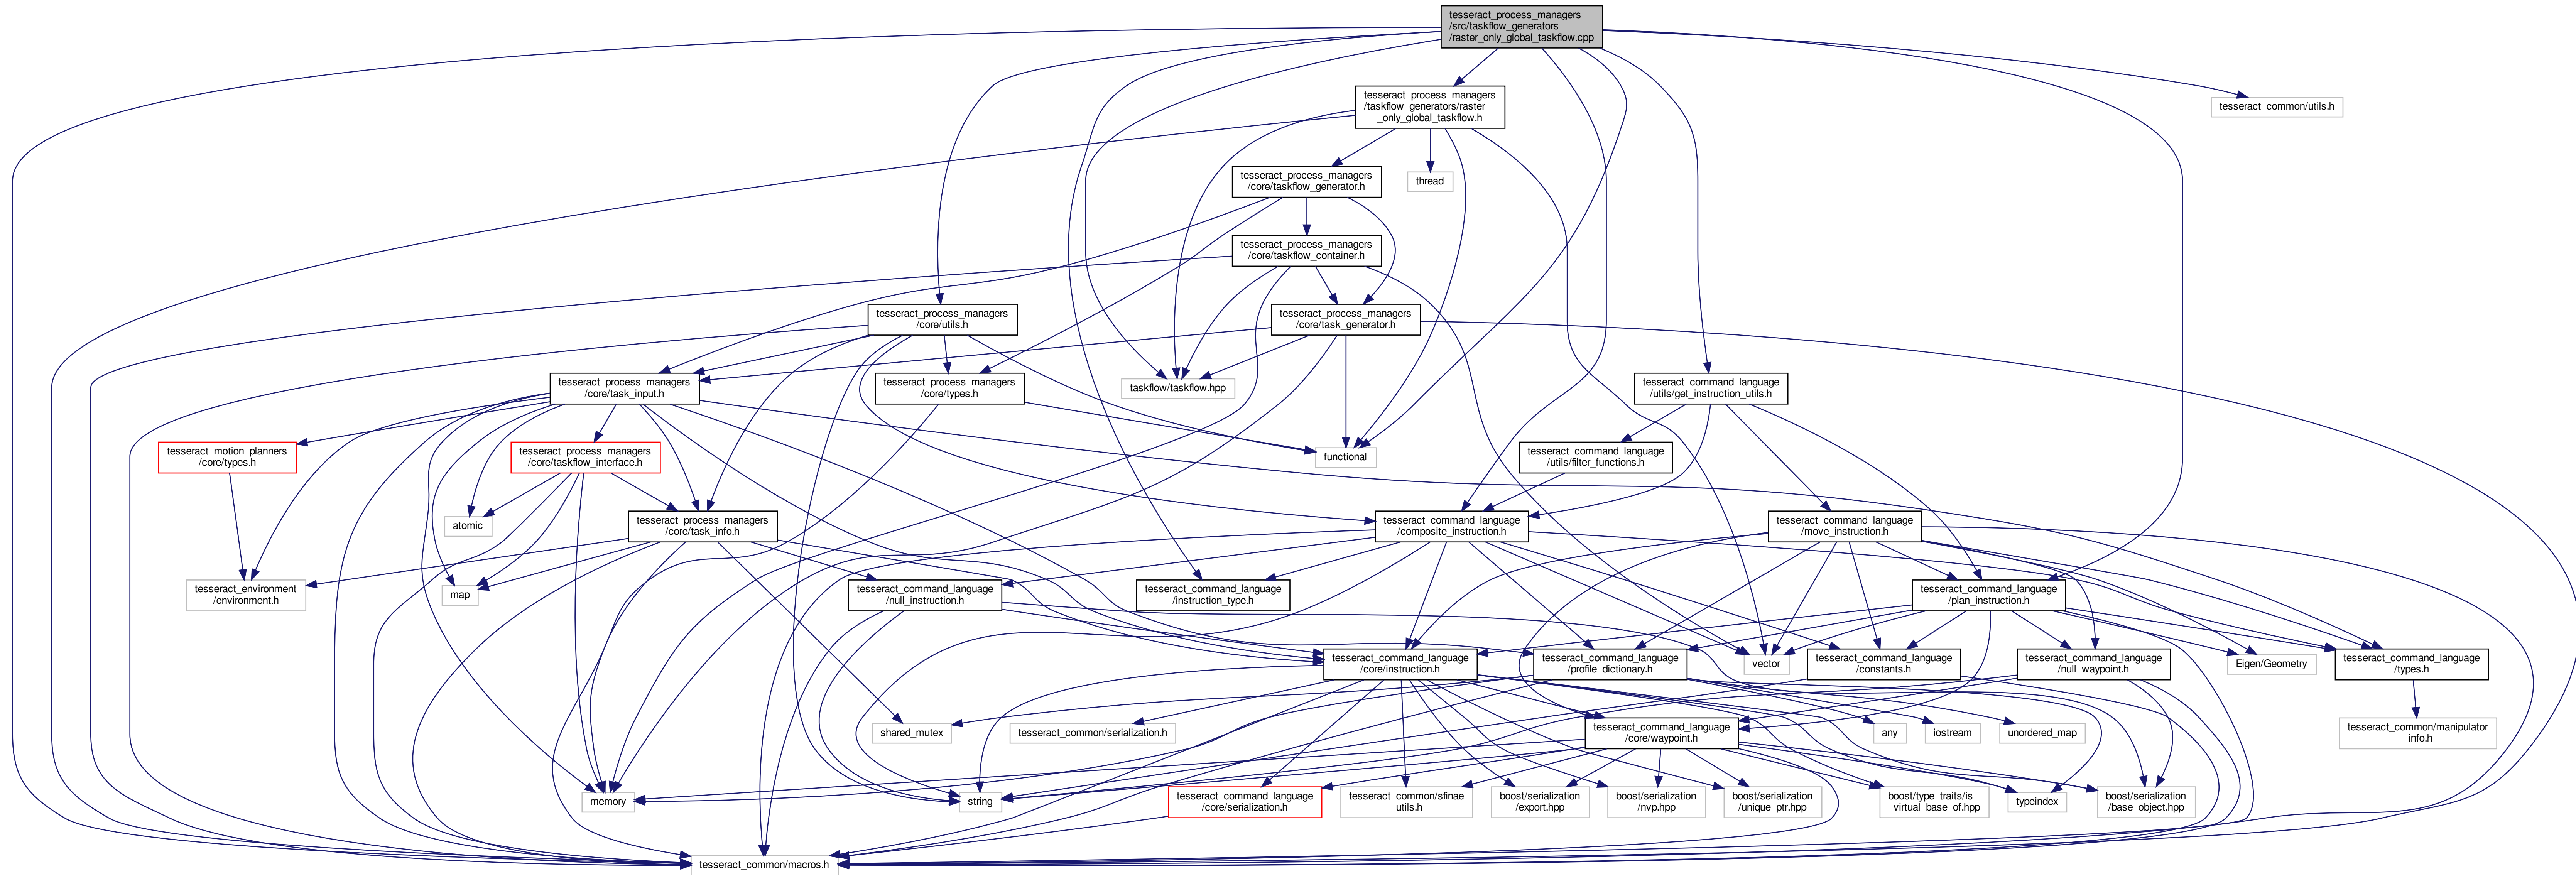 tesseract_process_managers
/src/taskflow_generators
/raster_only_global_taskflow.cpp
tesseract_process_managers
/taskflow_generators/raster
_only_global_taskflow.h
tesseract_common/utils.h
tesseract_process_managers
/core/taskflow_generator.h
thread
tesseract_process_managers
/core/taskflow_container.h
tesseract_process_managers
/core/utils.h
tesseract_process_managers
/core/task_generator.h
tesseract_process_managers
/core/task_input.h
tesseract_process_managers
/core/types.h
taskflow/taskflow.hpp
tesseract_command_language
/utils/get_instruction_utils.h
tesseract_motion_planners
/core/types.h
tesseract_process_managers
/core/taskflow_interface.h
functional
tesseract_command_language
/utils/filter_functions.h
atomic
tesseract_process_managers
/core/task_info.h
tesseract_command_language
/composite_instruction.h
tesseract_command_language
/move_instruction.h
tesseract_environment
/environment.h
map
tesseract_command_language
/null_instruction.h
tesseract_command_language
/instruction_type.h
tesseract_command_language
/plan_instruction.h
tesseract_command_language
/core/instruction.h
tesseract_command_language
/profile_dictionary.h
vector
tesseract_command_language
/constants.h
tesseract_command_language
/null_waypoint.h
Eigen/Geometry
tesseract_command_language
/types.h
shared_mutex
tesseract_common/serialization.h
tesseract_command_language
/core/waypoint.h
any
iostream
unordered_map
tesseract_common/manipulator
_info.h
memory
string
tesseract_command_language
/core/serialization.h
tesseract_common/sfinae
_utils.h
boost/serialization
/export.hpp
boost/serialization
/nvp.hpp
boost/serialization
/unique_ptr.hpp
boost/type_traits/is
_virtual_base_of.hpp
typeindex
boost/serialization
/base_object.hpp
tesseract_common/macros.h